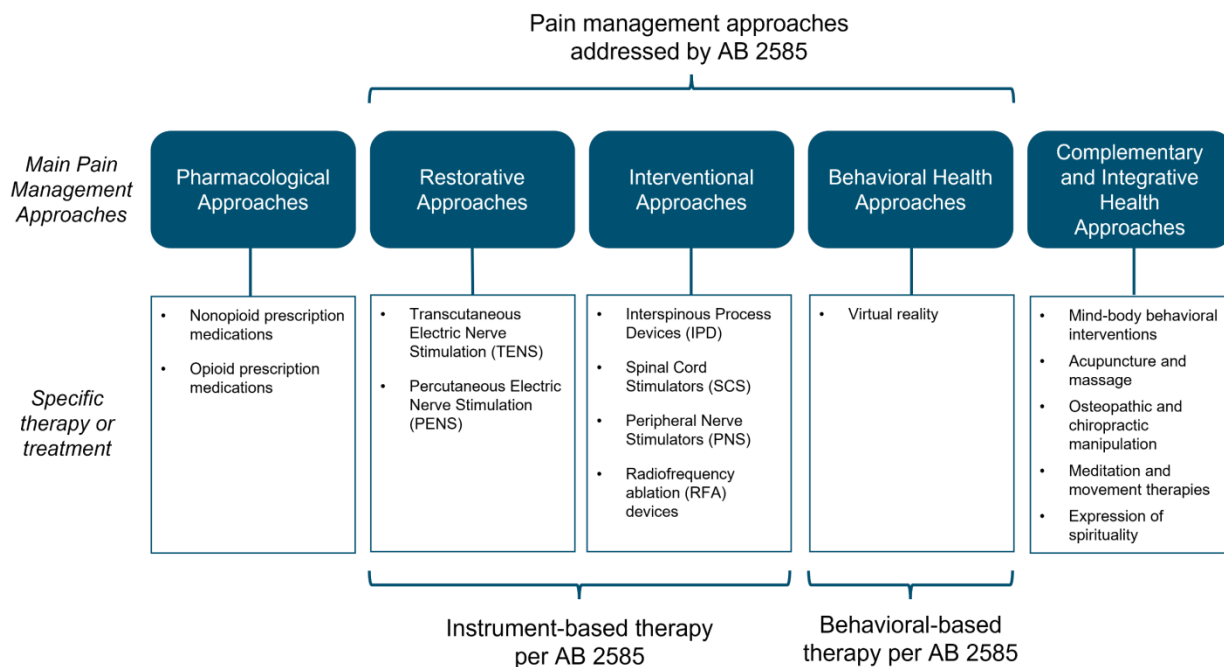 Pain management approaches
addressed by AB 2585
Main Pain
Management
Approaches
Pharmacological
Approaches
Restorative
Approaches
Interventional
Approaches
Behavioral Health
Approaches
Complementary
and Integrative
Health
Approaches
Specific
therapy or
treatment
• Nonopioid prescription
medications
• Opioid prescription
medications
• Transcutaneous
Electric Nerve
Stimulation (TENS)
• Percutaneous Electric
Nerve Stimulation
(PENS)
• Interspinous Process
Devices (IPD)
• Spinal Cord
Stimulators (SCS)
• Peripheral Nerve
Stimulators (PNS)
• Radiofrequency
ablation (RFA)
devices
• Virtual reality
• Mind-body behavioral
interventions
• Acupuncture and
massage
• Osteopathic and
chiropractic
manipulation
• Meditation and
movement therapies
• Expression of
spirituality
Instrument-based therapy
per AB 2585
Behavioral-based
therapy per AB 2585